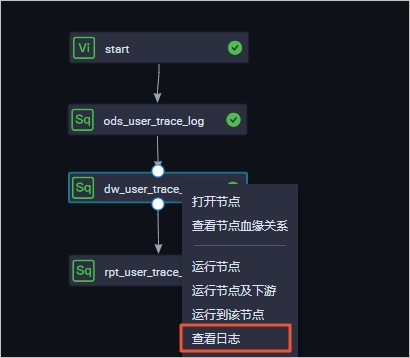 Vi start
Sq ods_user_trace_log
Sq dw_user_trace_
打开节点
查看节点血缘关系
运行节点
Sq rpt_user_trace_
运行节点及下游
运行到该节点
查看日志